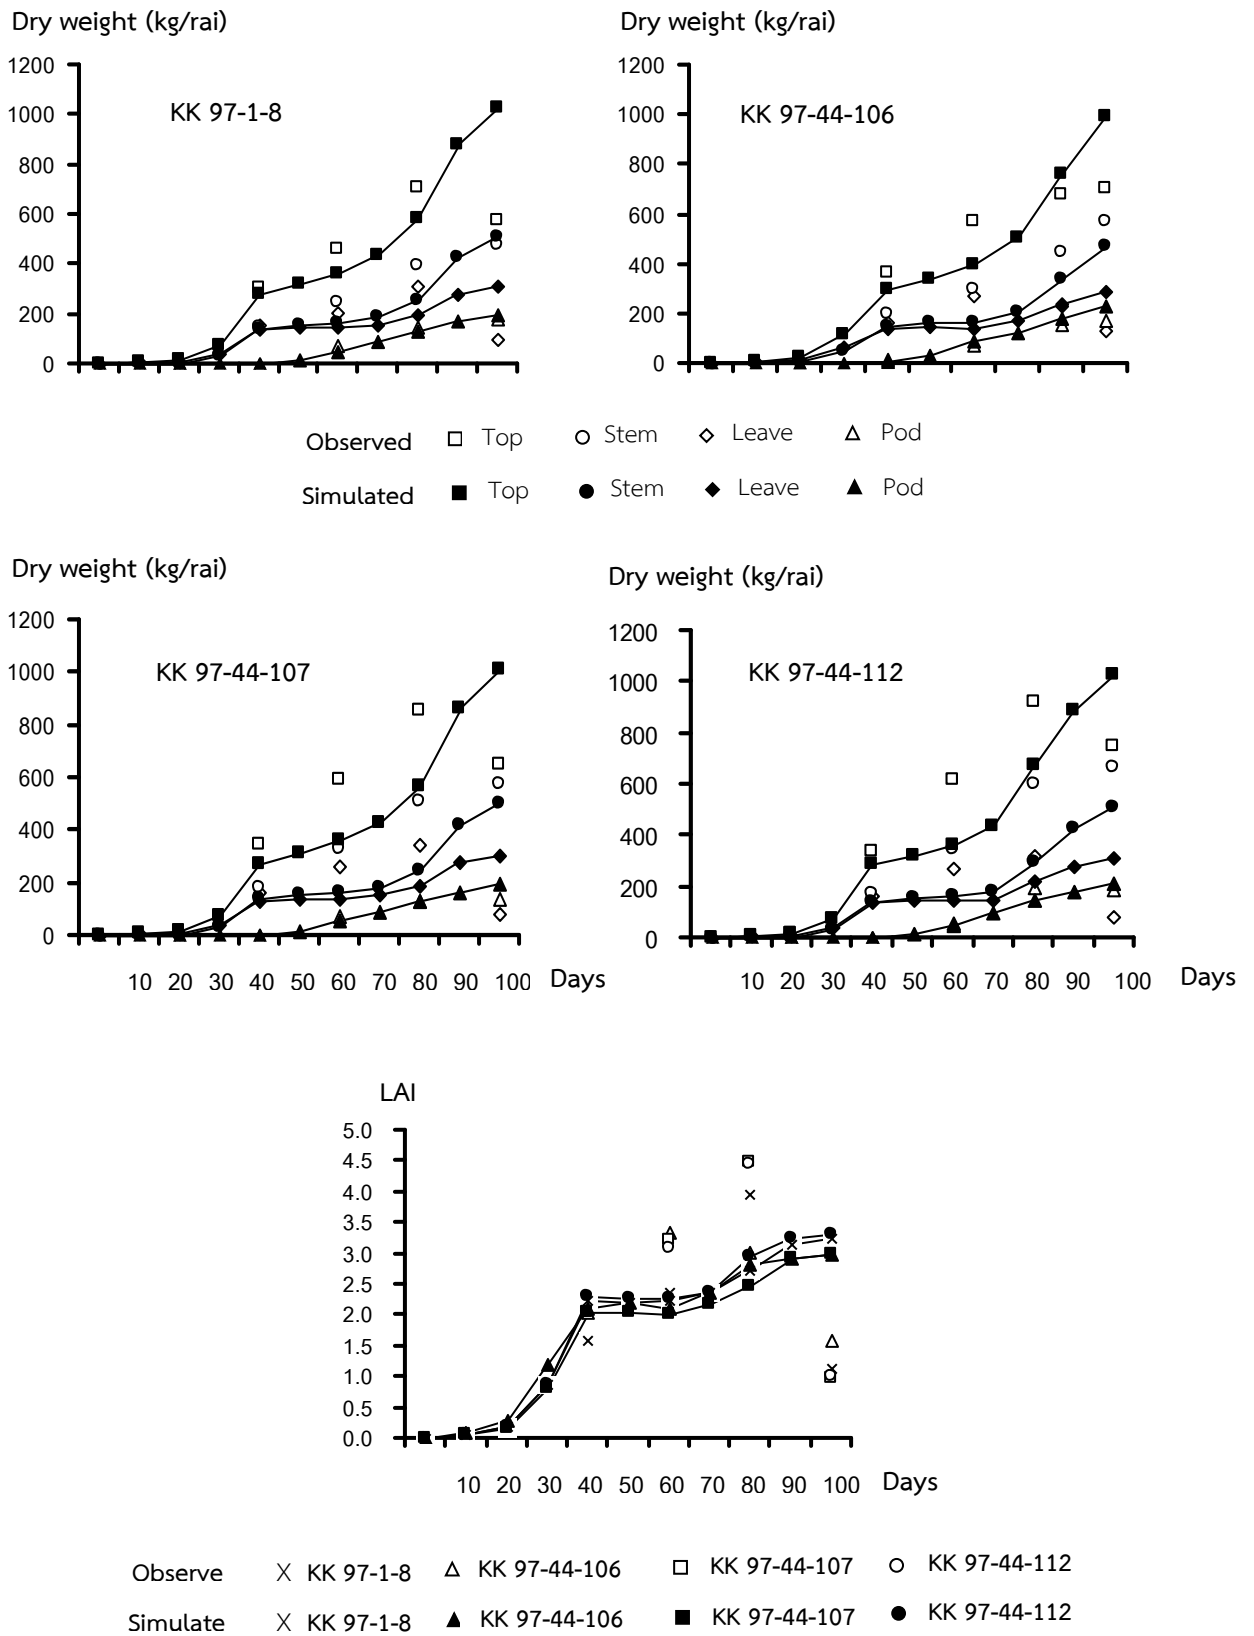 Dry weight (kg/rai) Dry weight (kg/rai)
1200 1200
KK 97-1-8 KK 97-44-106
1000 1000
800 800
600 600
400 400
200 200
0 0
Observed Top Stem Leave Pod
Simulated Top Stem Leave Pod
Dry weight (kg/rai) Dry weight (kg/rai)
1200 1200
KK 97-44-107 KK 97-44-112
1000 1000
800 800
600 600
400 400
200 200
0 0
10 20 30 40 50 60 70 80 90 100 Days 10 20 30 40 50 60 70 80 90 100 Days
LAI
5.0
4.5
4.0
3.5
3.0
2.5
2.0
1.5
1.0
0.5
0.0
10 20 30 40 50 60 70 80 90 100 Days
Observe KK 97-1-8 KK 97-44-106 KK 97-44-107 KK 97-44-112
Simulate KK 97-1-8 KK 97-44-106 KK 97-44-107 KK 97-44-112